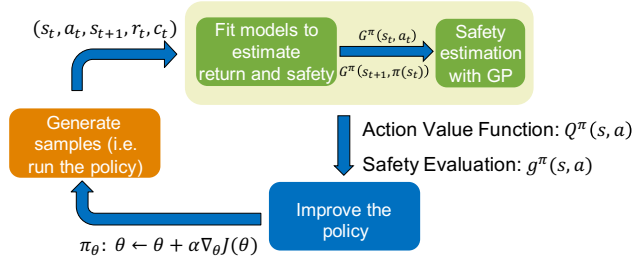 (s_t, a_t, s_{t+1}, r_t, c_t)
Fit models to
estimate
return and safety
G^π(s_t, a_t)
G^π(s_{t+1}, π(s_t))
Safety
estimation
with GP
Generate
samples (i.e.
run the policy)
Action Value Function: Q^π(s, a)
Safety Evaluation: g^π(s, a)
Improve the
policy
π_θ: θ ← θ + α∇_θJ(θ)